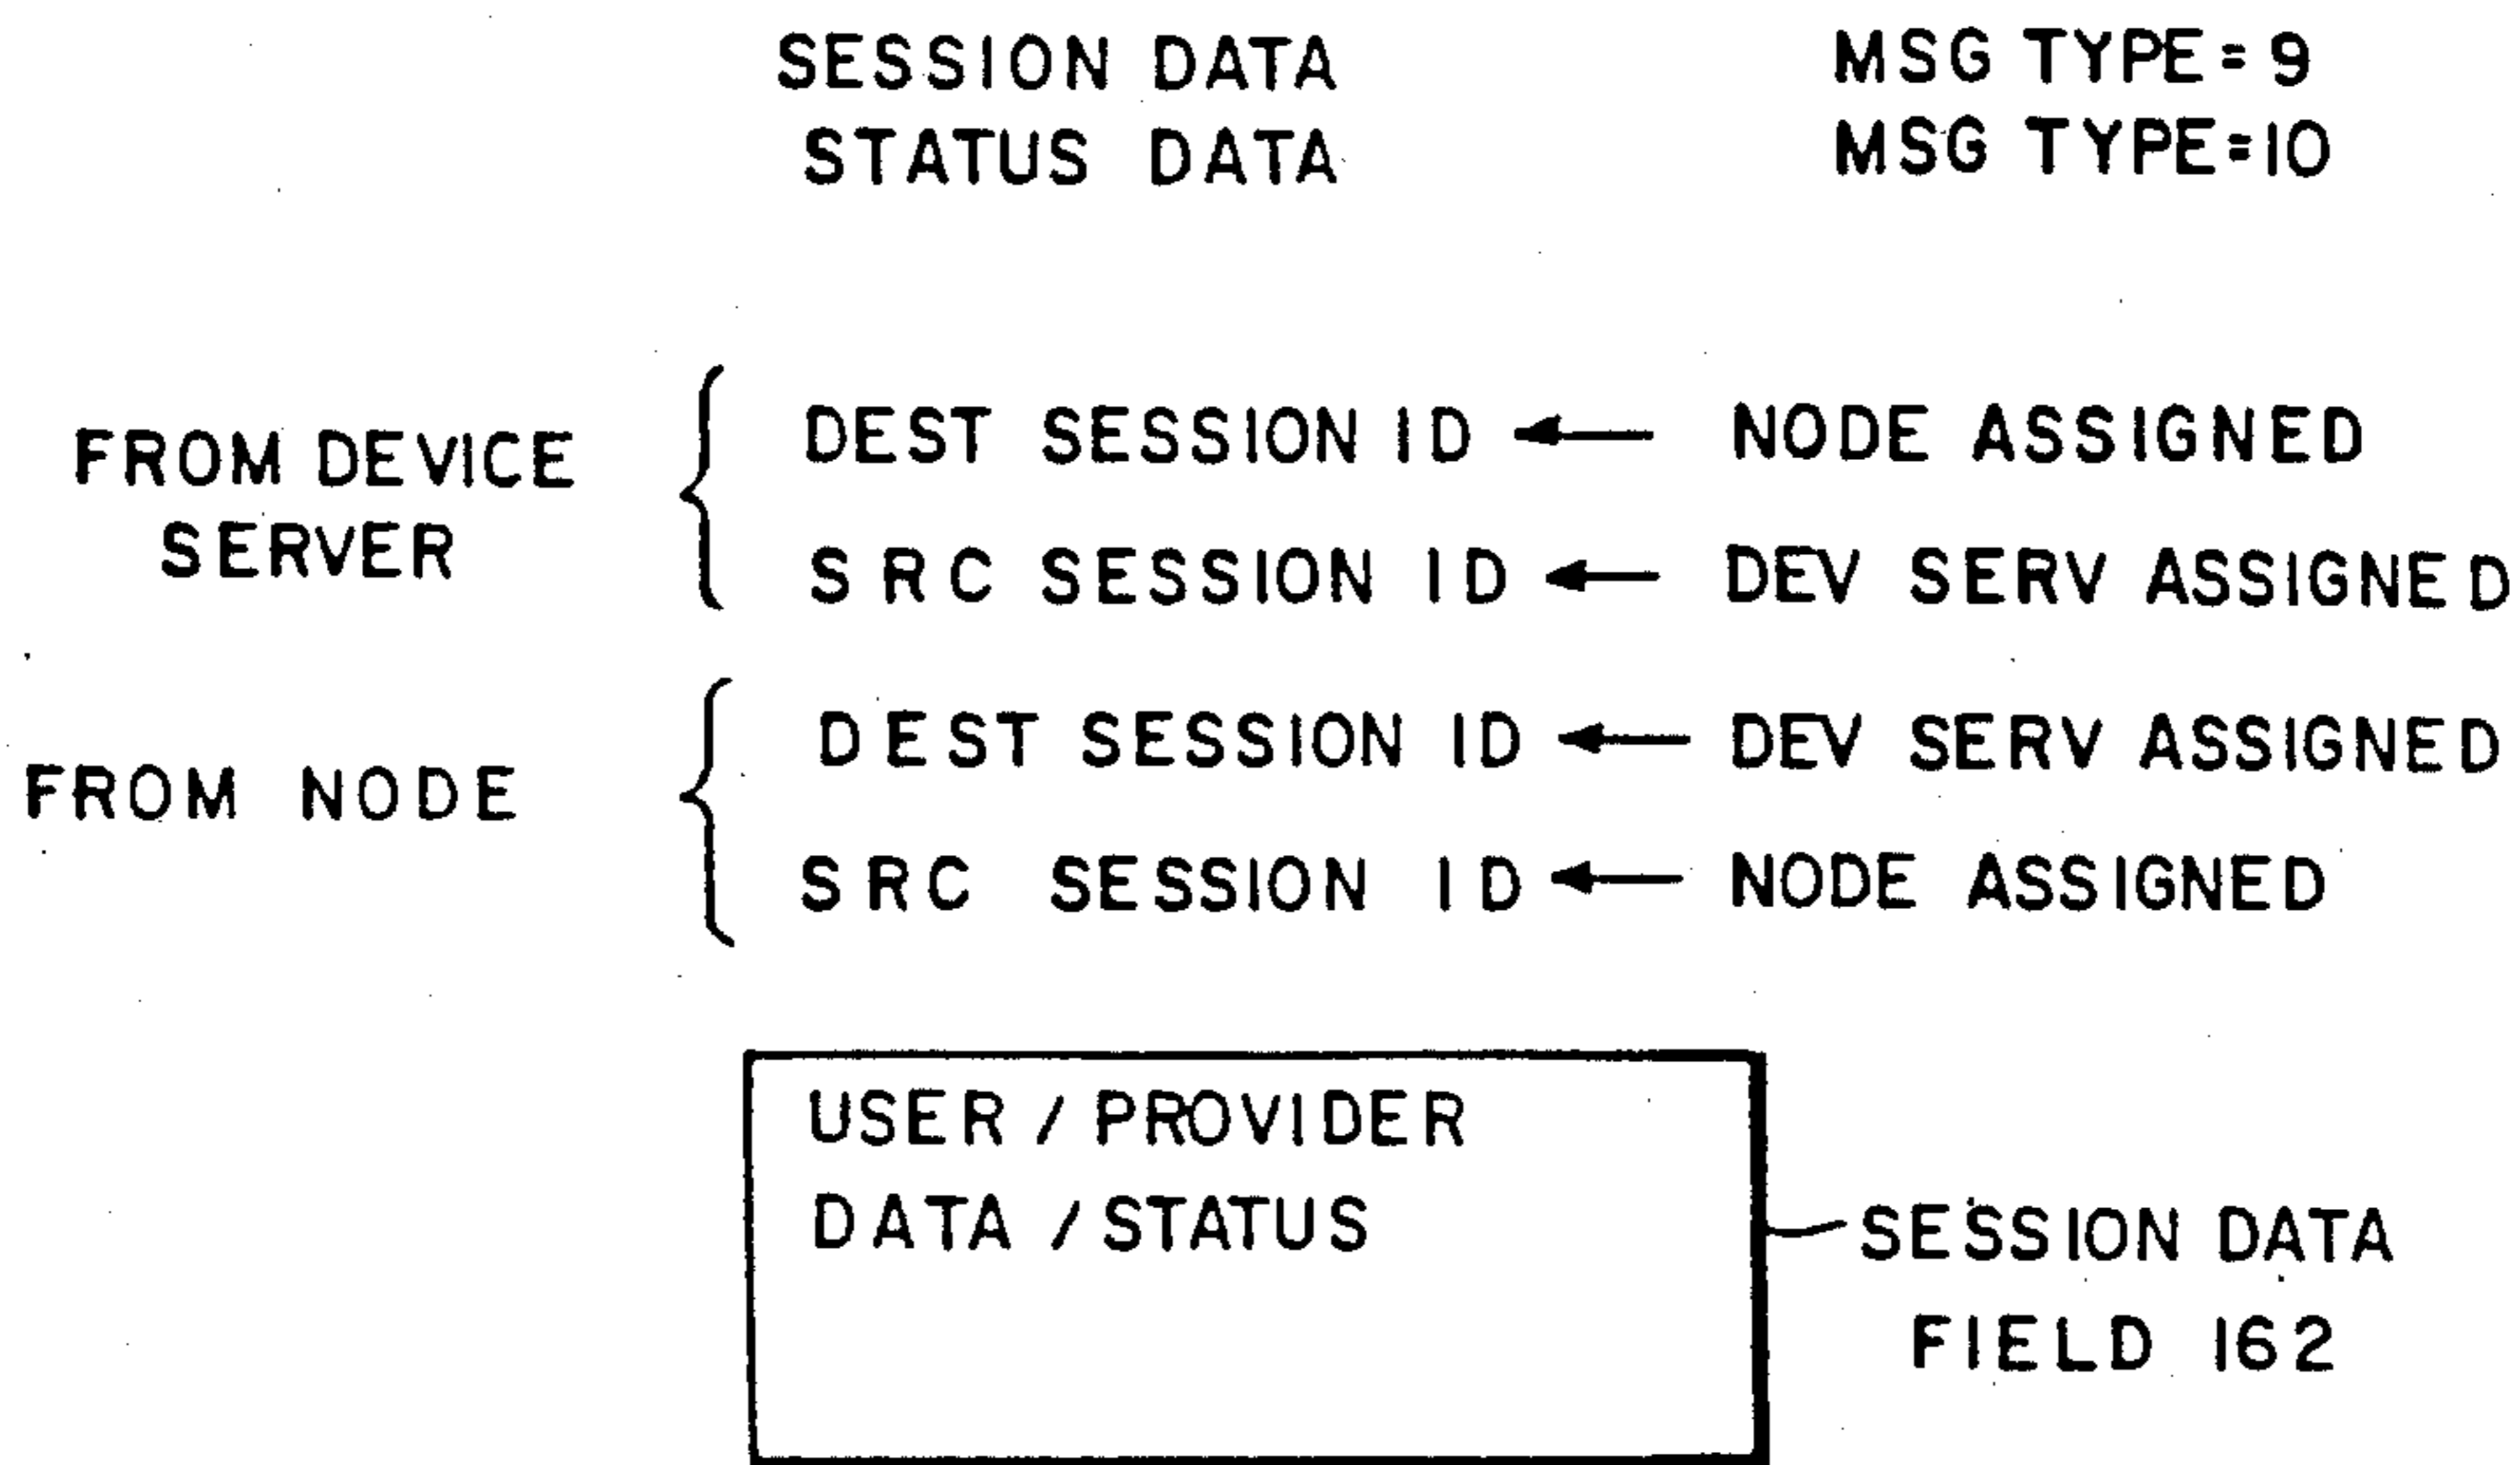 SESSION DATA MSG TYPE=9
STATUS DATA MSG TYPE=10
FROM DEVICE
SERVER
DEST SESSION ID NODE ASSIGNED
SRC SESSION ID DEV SERV ASSIGNED
FROM NODE
DEST SESSION ID DEV SERV ASSIGNED
SRC SESSION ID NODE ASSIGNED
USER / PROVIDER
DATA / STATUS
SESSION DATA
FIELD 162